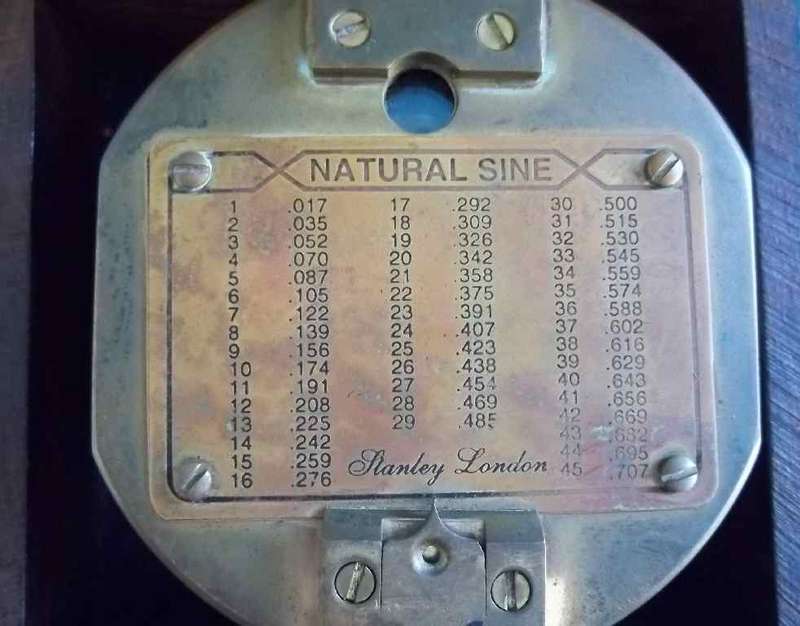 NATURAL SINE
1 .017 17 .292 30 .500
2 .035 18 .309 31 .515
3 .052 19 .326 32 .530
4 .070 20 .342 33 .545
5 .087 21 .358 34 .559
6 .105 22 .375 35 .574
7 .122 23 .391 36 .588
8 .139 24 .407 37 .602
9 .156 25 .423 38 .616
10 .174 26 .438 39 .629
11 .191 27 .454 40 .643
12 .208 28 .469 41 .656
13 .225 29 .485 42 .669
14 .242 43 .682
15 .259 44 .695
16 .276 Stanley London 45 .707